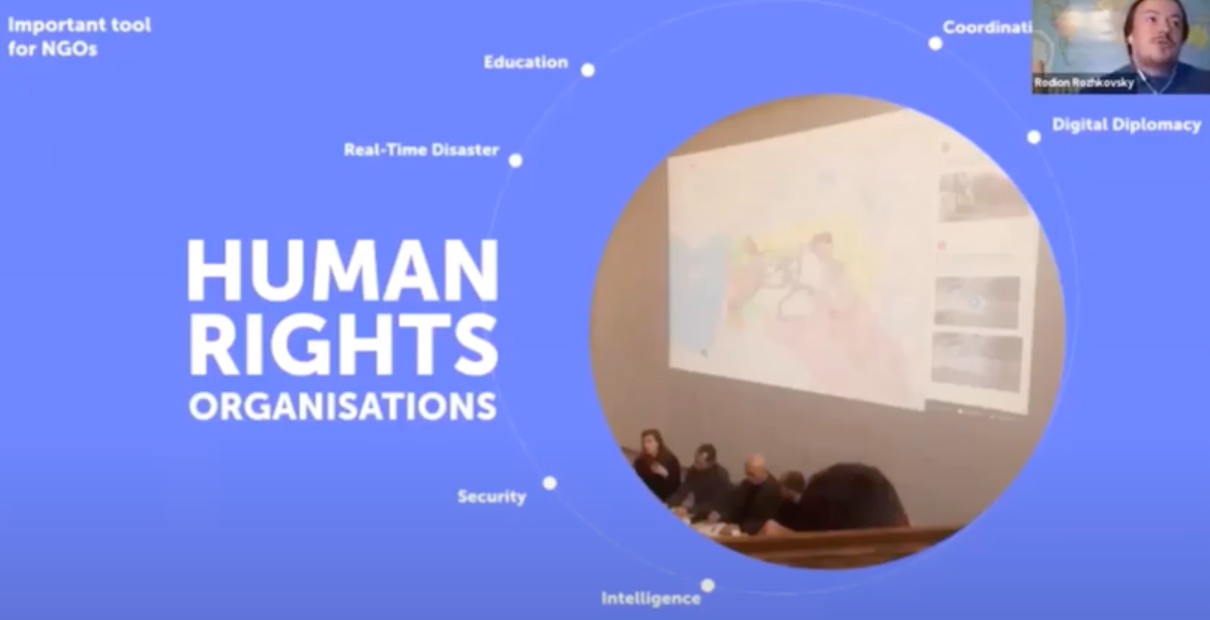 Important tool
for NGOs
Coordinati
Rodion Rozhkovsky
Education
Digital Diplomacy
Real-Time Disaster
HUMAN
RIGHTS
ORGANISATIONS
Security
Intelligence